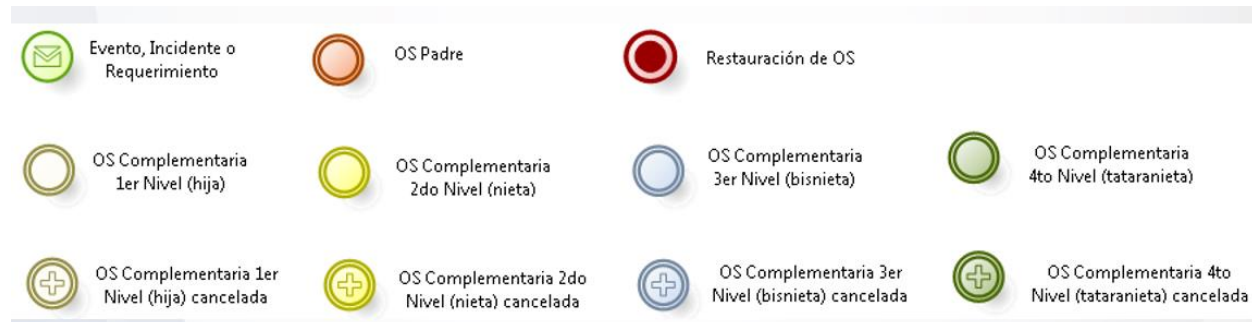 Evento, Incidente o
Requerimiento
OS Padre
Restauración de OS
OS Complementaria
1er Nivel (hija)
OS Complementaria
2do Nivel (nieta)
OS Complementaria
3er Nivel (bisnieta)
OS Complementaria
4to Nivel (tataranieta)
OS Complementaria 1er
Nivel (hija) cancelada
OS Complementaria 2do
Nivel (nieta) cancelada
OS Complementaria 3er
Nivel (bisnieta) cancelada
OS Complementaria 4to
Nivel (tataranieta) cancelada